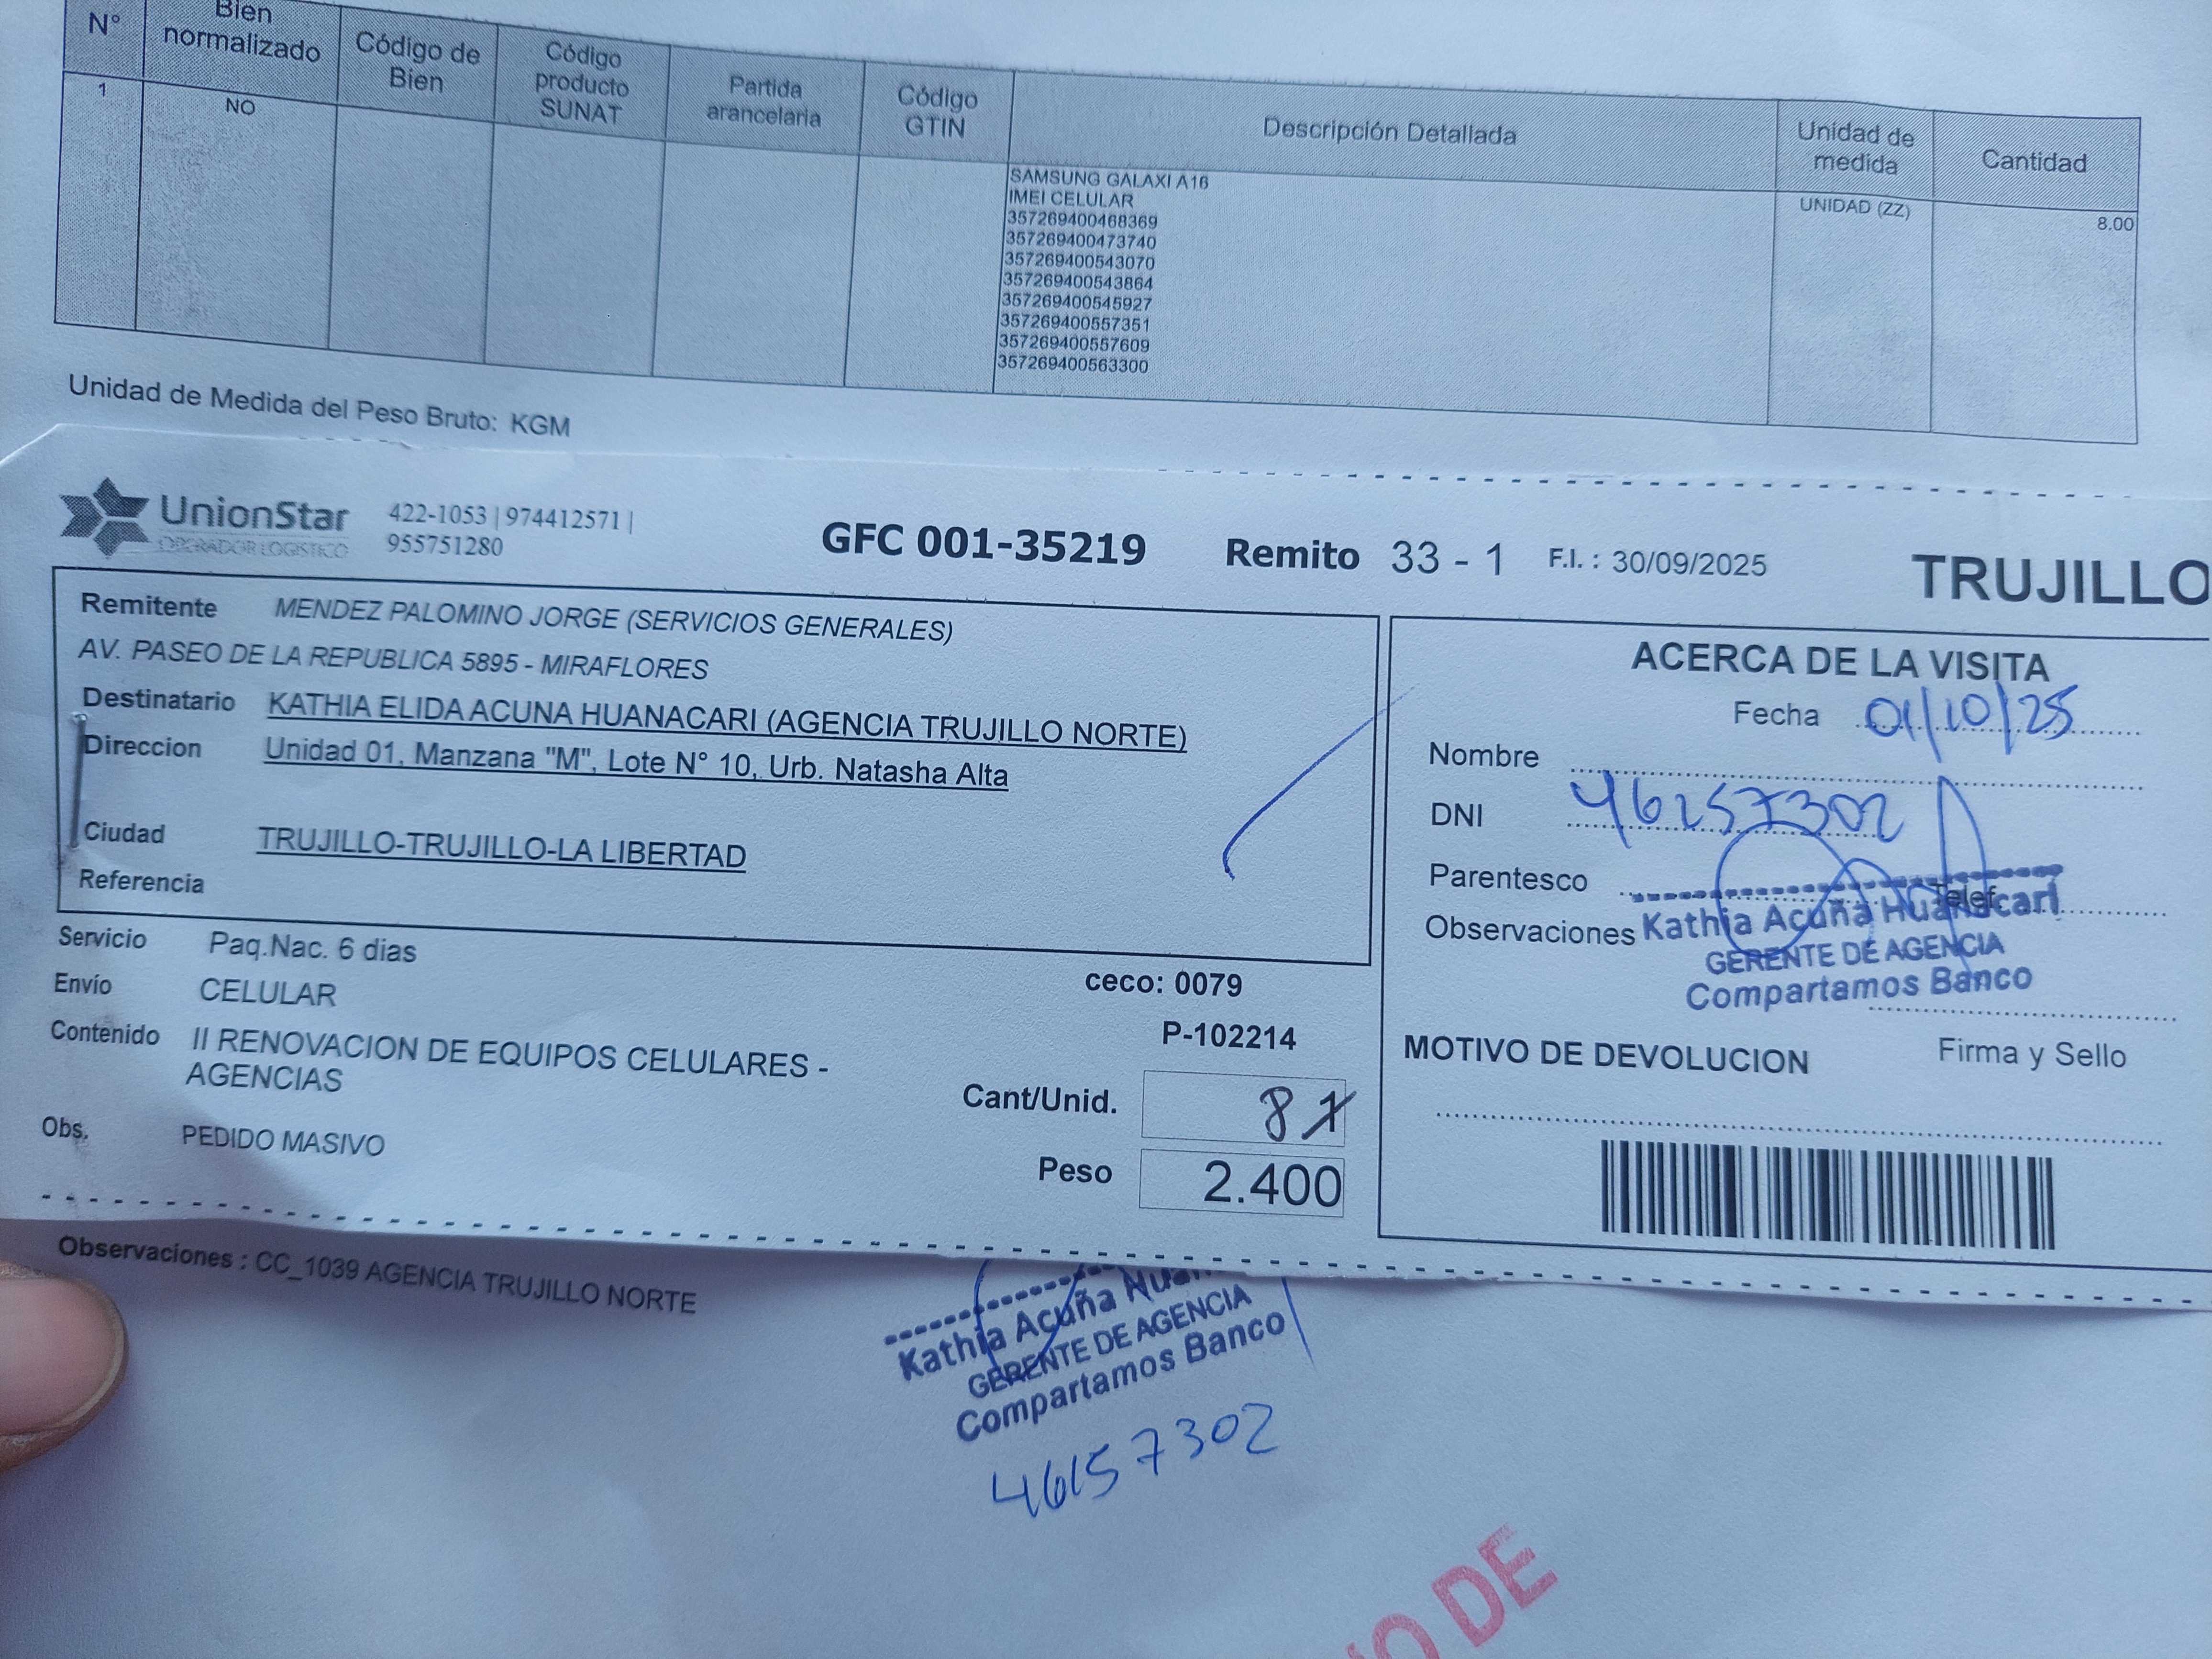 N° Bien normalizado Código de Bien Código producto SUNAT Partida arancelaria Código GTIN Descripción Detallada Unidad de medida Cantidad
1 NO SAMSUNG GALAXI A16 UNIDAD (ZZ) 8.00
IMEI CELULAR
357269400468369
357269400473740
357269400543070
357269400543864
357269400545927
357269400557351
357269400557609
357269400563300
Unidad de Medida del Peso Bruto: KGM
UnionStar
OPERADOR LOGISTICO
422-1053 | 974412571 |
955751280
GFC 001-35219 Remito 33 - 1 F.I. : 30/09/2025 TRUJILLO
Remitente MENDEZ PALOMINO JORGE (SERVICIOS GENERALES)
AV. PASEO DE LA REPUBLICA 5895 - MIRAFLORES
Destinatario KATHIA ELIDA ACUNA HUANACARI (AGENCIA TRUJILLO NORTE)
Direccion Unidad 01, Manzana "M", Lote N° 10, Urb. Natasha Alta
Ciudad TRUJILLO-TRUJILLO-LA LIBERTAD
Referencia
Servicio Paq.Nac. 6 dias
Envío CELULAR
ceco: 0079
Contenido II RENOVACION DE EQUIPOS CELULARES -
AGENCIAS
P-102214
Cant/Unid. 8 1
Obs. PEDIDO MASIVO
Peso 2.400
ACERCA DE LA VISITA
Fecha 01/10/25
Nombre
DNI 46157302
Parentesco Telef.
Observaciones Kathia Acuña Huanacari
GERENTE DE AGENCIA
Compartamos Banco
MOTIVO DE DEVOLUCION Firma y Sello
Observaciones : CC_1039 AGENCIA TRUJILLO NORTE
Kathia Acuña
GERENTE DE AGENCIA
Compartamos Banco
46157302
DE